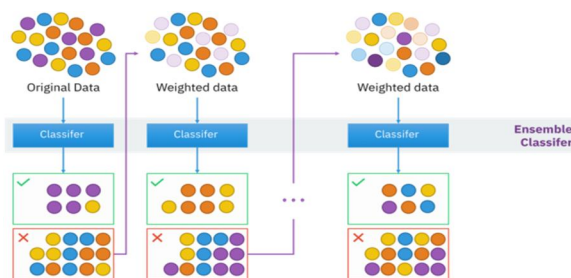 Original Data
Weighted data
Weighted data
Classifer
Classifer
Classifer
Ensemble
Classifer